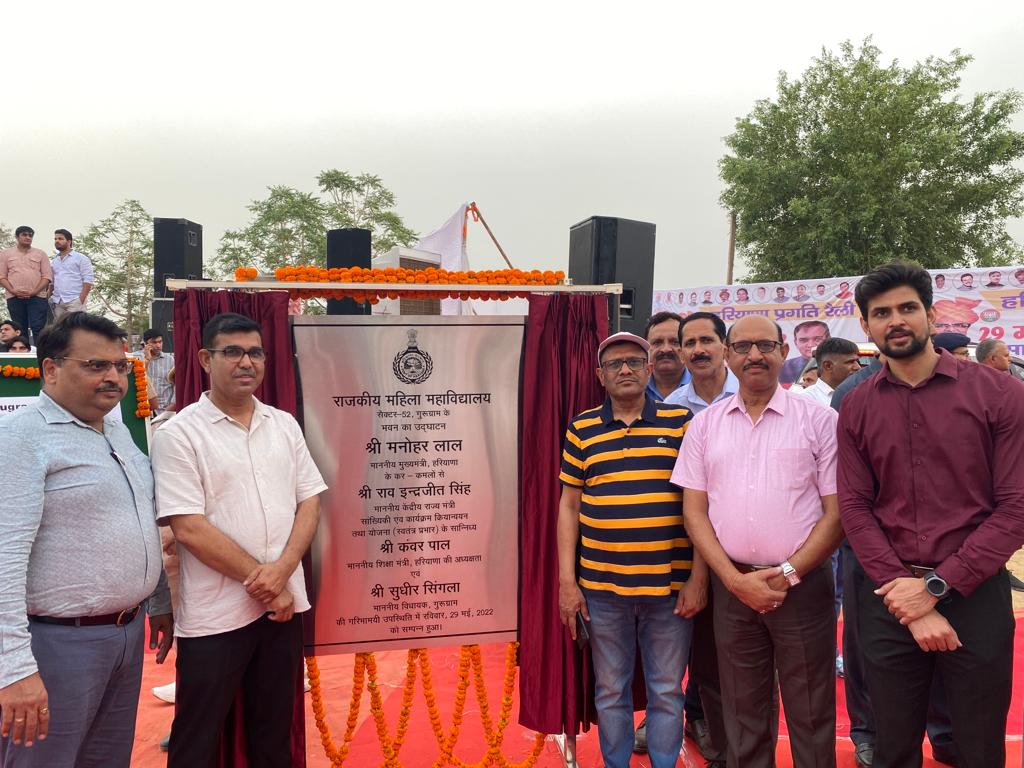 राजकीय महिला महाविद्यालय
सेक्टर-52, गुरूग्राम के
भवन का उद्घाटन
श्री मनोहर लाल
माननीय मुख्यमंत्री, हरियाणा
के कर – कमलों से
श्री राव इन्द्रजीत सिंह
माननीय केंद्रीय राज्य मंत्री
सांख्यिकी एंव कार्यक्रम कियान्वयन
तथा योजना (स्वतंत्र प्रभार) के सान्निध्य
श्री कंवर पाल
माननीय शिक्षा मंत्री, हरियाणा की अध्यक्षता
एवं
श्री सुधीर सिंगला
माननीय विधायक, गुरूग्राम
की गरिमामयी उपस्थिति में रविवार, 29 मई, 2022
को सम्पन्न हुआ।
हरियाणा प्रगति रैली
29